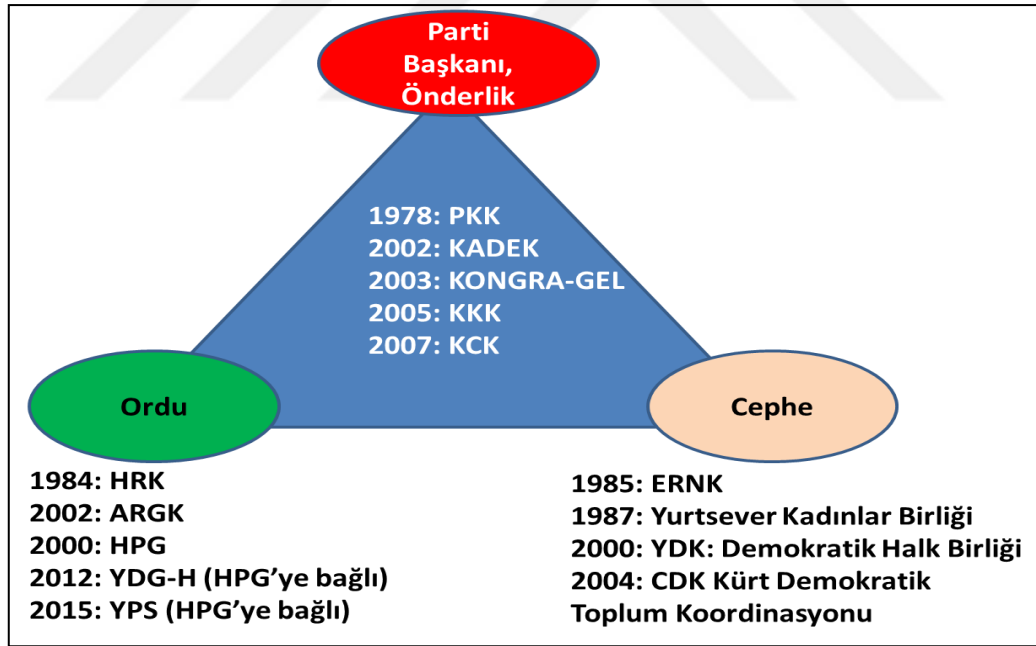 Parti
Başkanı,
Önderlik
1978: PKK
2002: KADEK
2003: KONGRA-GEL
2005: KKK
2007: KCK
Ordu
Cephe
1984: HRK
2002: ARGK
2000: HPG
2012: YDG-H (HPG’ye bağlı)
2015: YPS (HPG’ye bağlı)
1985: ERNK
1987: Yurtsever Kadınlar Birliği
2000: YDK: Demokratik Halk Birliği
2004: CDK Kürt Demokratik
Toplum Koordinasyonu